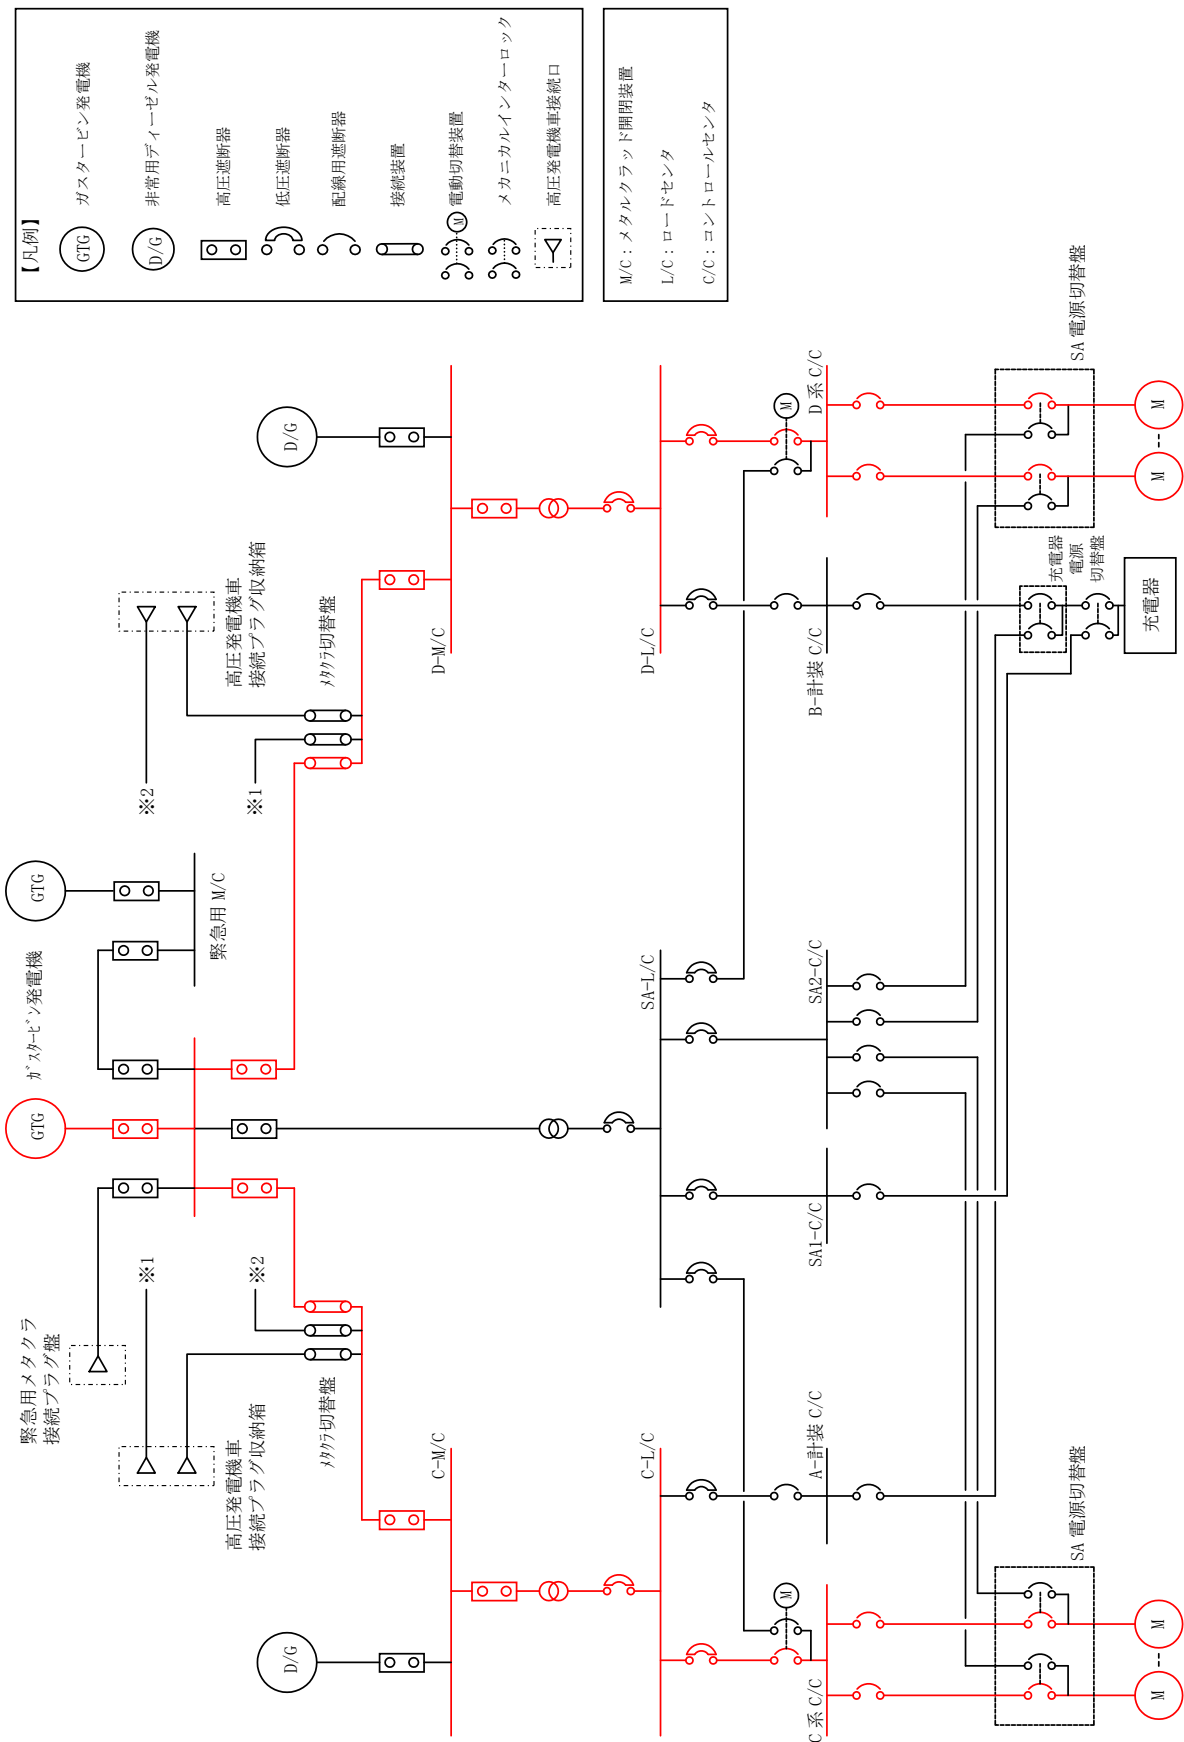 【凡例】
GTG
ガスタービン発電機
D/G
非常用ディーゼル発電機
高圧遮断器
低圧遮断器
配線用遮断器
接続装置
M
電動切替装置
メカニカルインターロック
高圧発電機車接続口
M/C：メタルクラッド開閉装置
L/C：ロードセンタ
C/C：コントロールセンタ
ｶﾞｽﾀｰﾋﾞﾝ発電機
GTG
GTG
緊急用 M/C
緊急用メタクラ
接続プラグ盤
※1
※2
高圧発電機車
接続プラグ収納箱
ﾒﾀｸﾗ切替盤
※2
※1
高圧発電機車
接続プラグ収納箱
ﾒﾀｸﾗ切替盤
D/G
D/G
C-M/C
D-M/C
C-L/C
SA-L/C
D-L/C
M
M
C 系 C/C
A-計装 C/C
SA1-C/C
SA2-C/C
B-計装 C/C
D 系 C/C
SA 電源切替盤
充電器
電源
切替盤
SA 電源切替盤
M
M
充電器
M
M